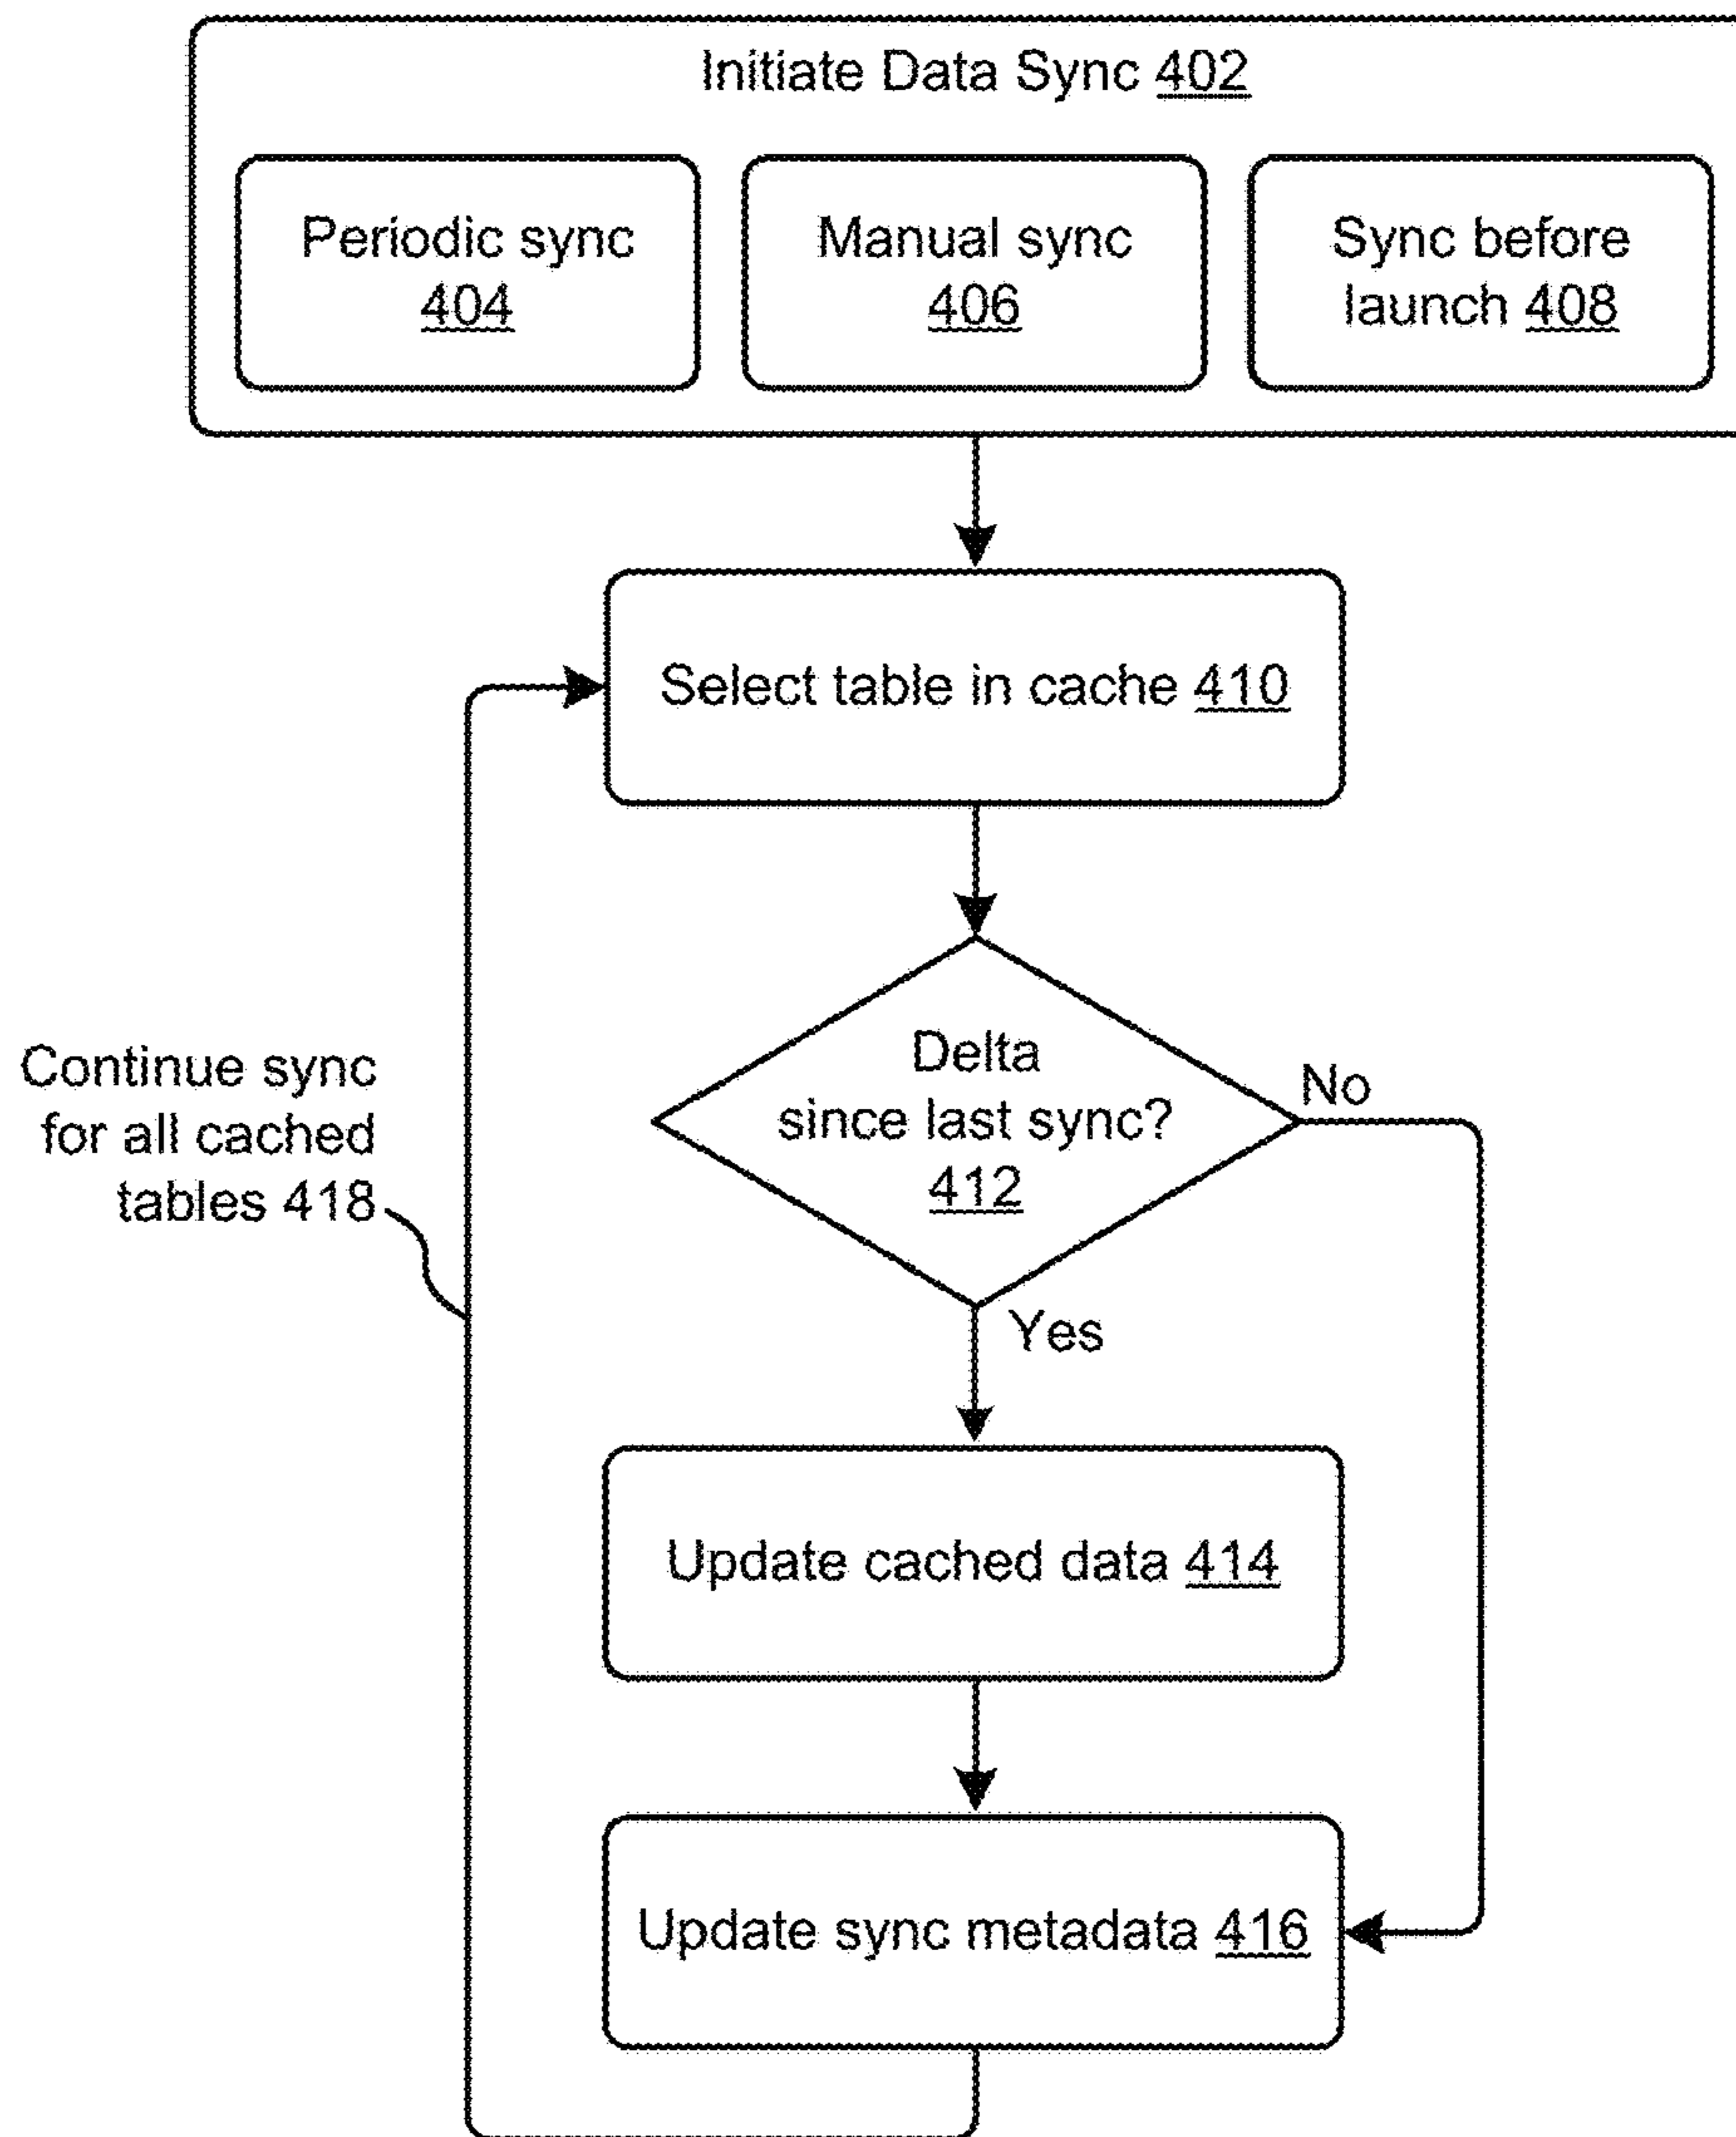 Initiate Data Sync 402
Periodic sync
404
Manual sync
406
Sync before
launch 408
Select table in cache 410
Delta
since last sync?
412
No
Continue sync
for all cached
tables 418
Yes
Update cached data 414
Update sync metadata 416